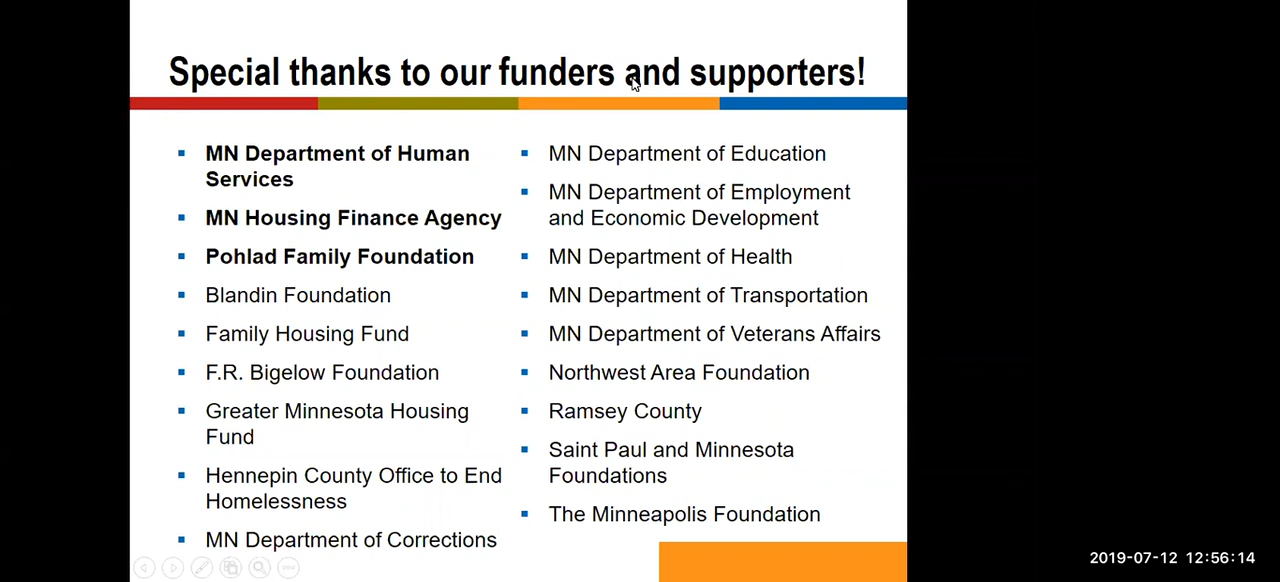 Special thanks to our funders and supporters!
MN Department of Human
Services
MN Housing Finance Agency
Pohlad Family Foundation
Blandin Foundation
Family Housing Fund
F.R. Bigelow Foundation
Greater Minnesota Housing
Fund
Hennepin County Office to End
Homelessness
MN Department of Corrections
MN Department of Education
MN Department of Employment
and Economic Development
MN Department of Health
MN Department of Transportation
MN Department of Veterans Affairs
Northwest Area Foundation
Ramsey County
Saint Paul and Minnesota
Foundations
The Minneapolis Foundation
2019-07-12 12:56:14